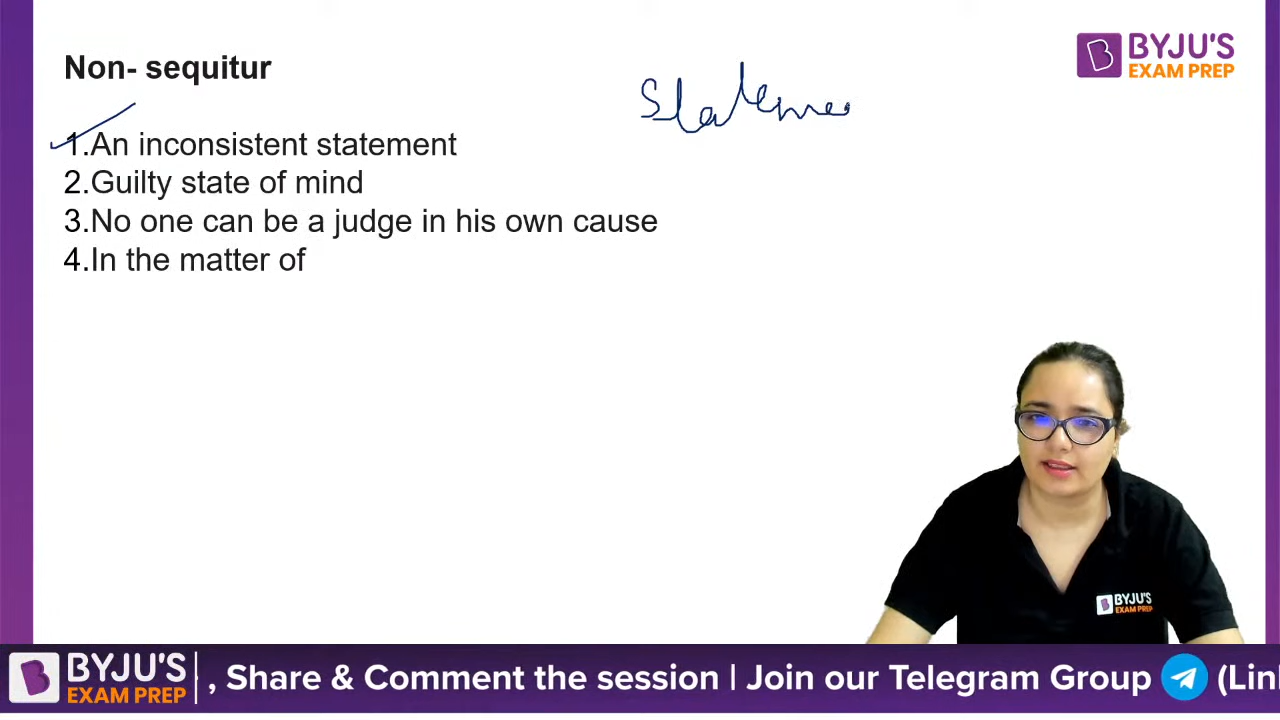 BYJU'S
EXAM PREP
Non- sequitur
Stateme
1.An inconsistent statement
2.Guilty state of mind
3.No one can be a judge in his own cause
4.In the matter of
BYJU'S
EXAM PREP
BYJU'S
EXAM PREP
, Share & Comment the session | Join our Telegram Group (Lin